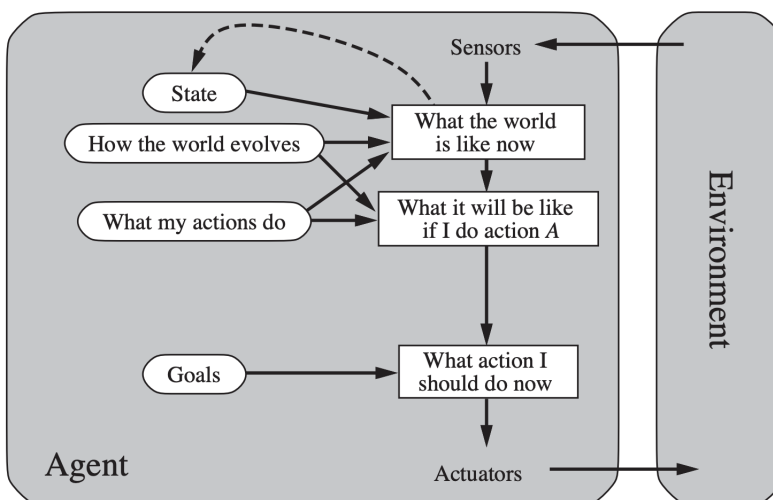 Sensors
State
What the world
is like now
How the world evolves
What my actions do
What it will be like
if I do action A
Goals
What action I
should do now
Agent
Actuators
Environment